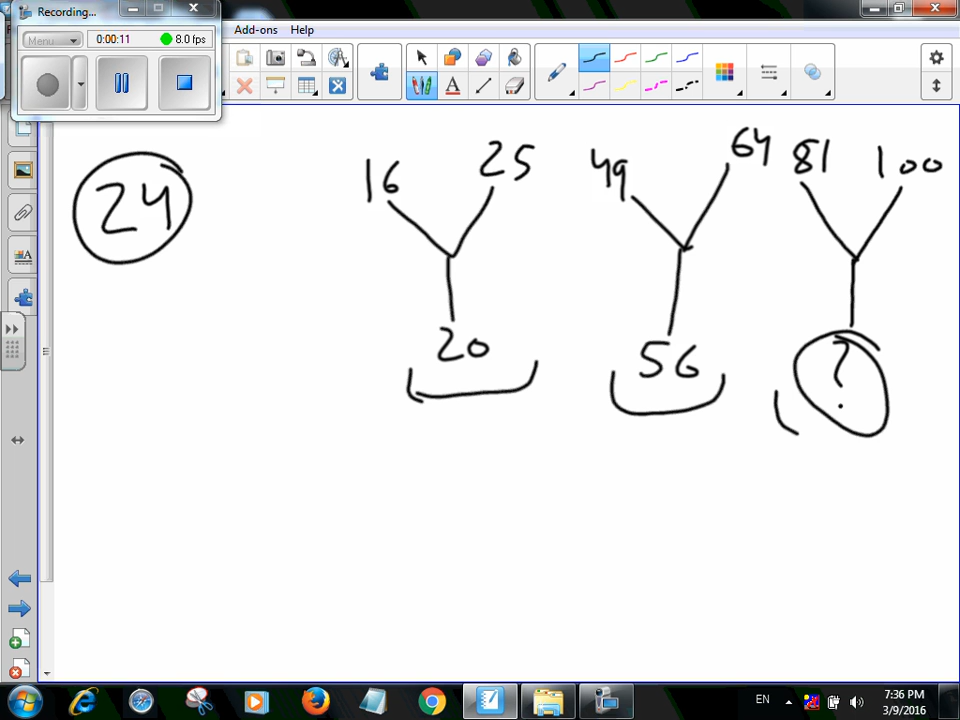 Recording...
Menu
0:00:11
8.0 fps
Add-ons Help
24
16 25 49 64 81 100
20 56 ?
EN
7:36 PM
3/9/2016